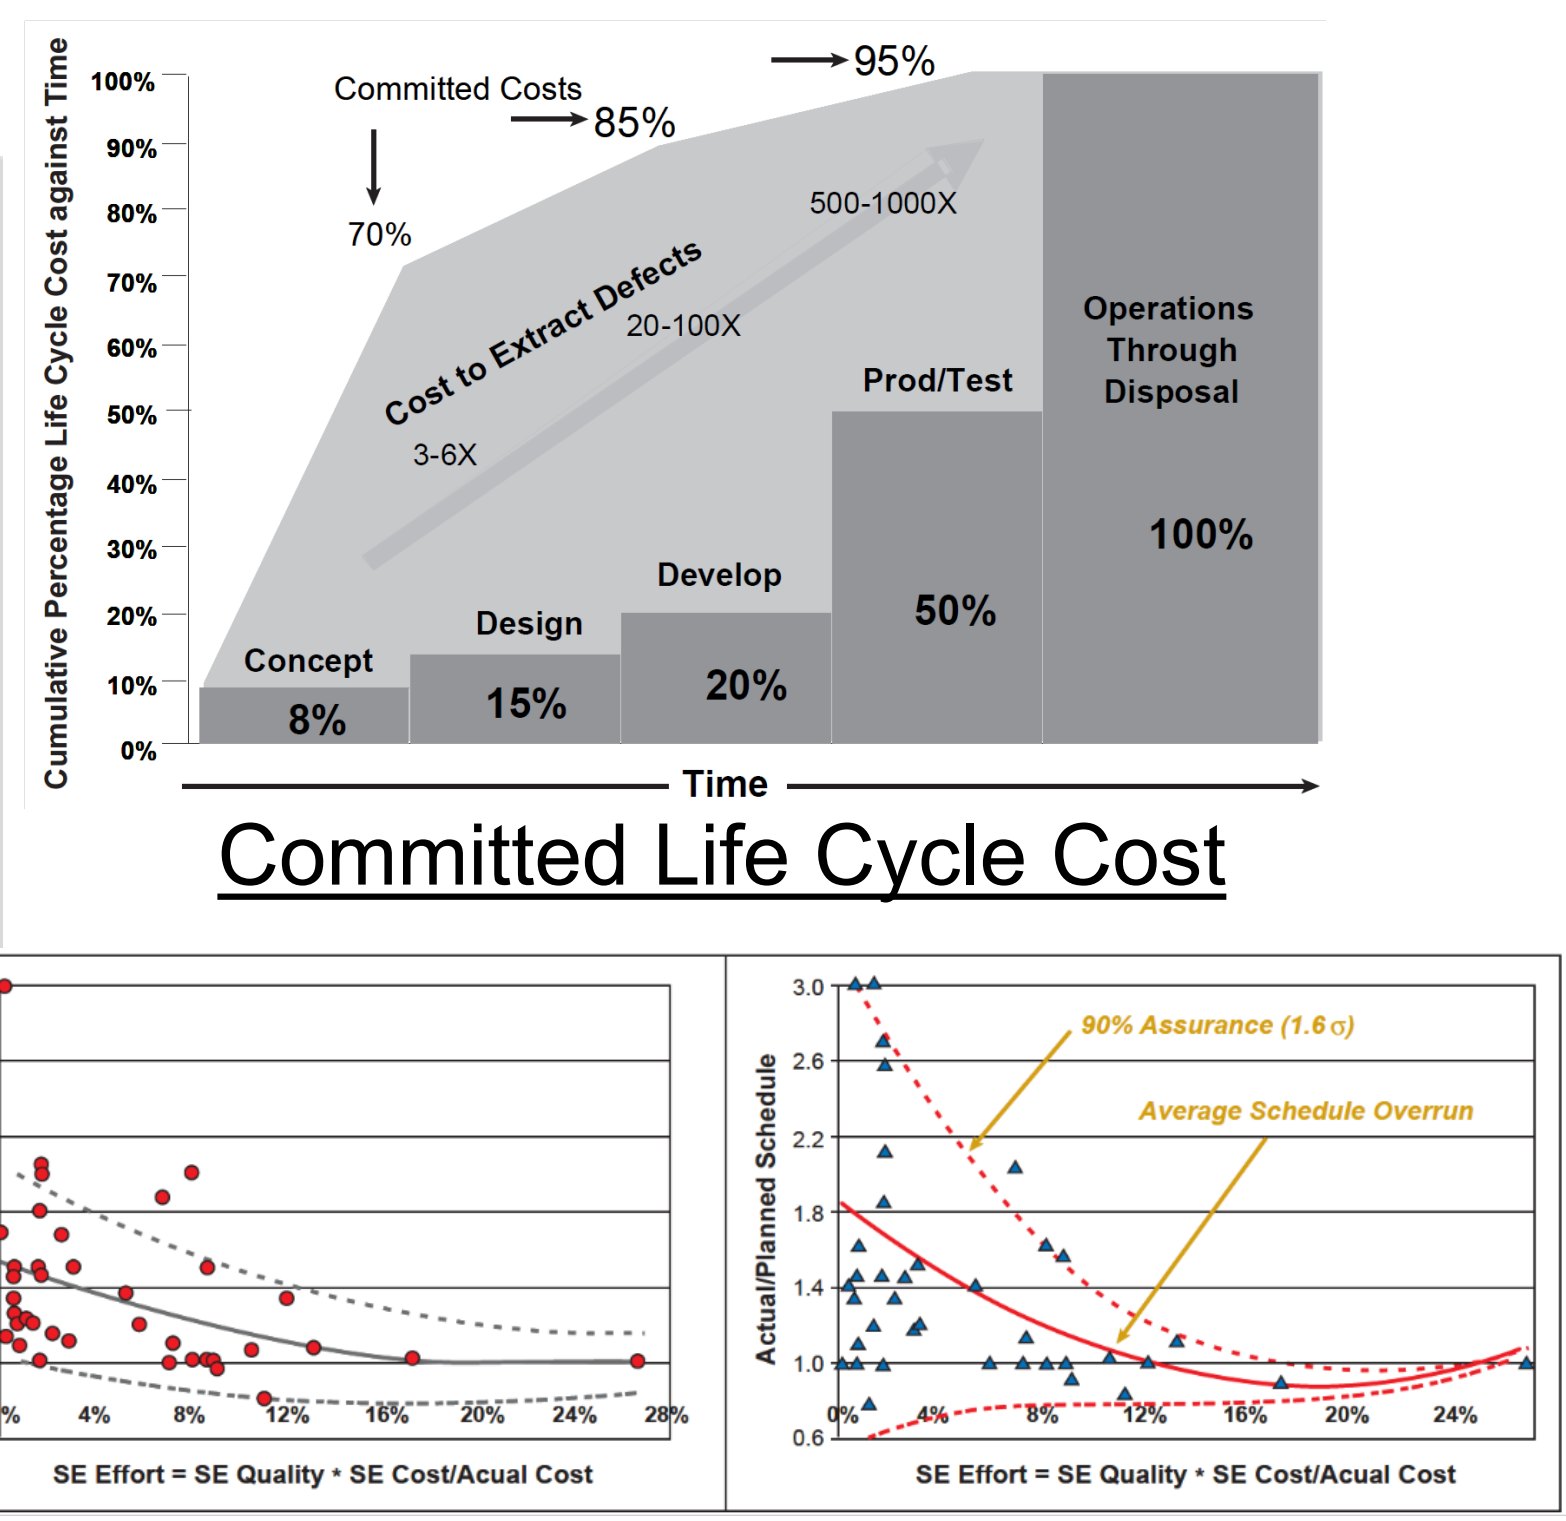 Cumulative Percentage Life Cycle Cost against Time
100%
90%
80%
70%
60%
50%
40%
30%
20%
10%
0%
Committed Costs
70%
85%
95%
Cost to Extract Defects
3-6X
20-100X
500-1000X
Concept
8%
Design
15%
Develop
20%
Prod/Test
50%
Operations
Through
Disposal
100%
Time
Committed Life Cycle Cost
% 4% 8% 12% 16% 20% 24% 28%
SE Effort = SE Quality * SE Cost/Acual Cost
Actual/Planned Schedule
3.0
2.6
2.2
1.8
1.4
1.0
0.6
90% Assurance (1.6 σ)
Average Schedule Overrun
0% 4% 8% 12% 16% 20% 24%
SE Effort = SE Quality * SE Cost/Acual Cost